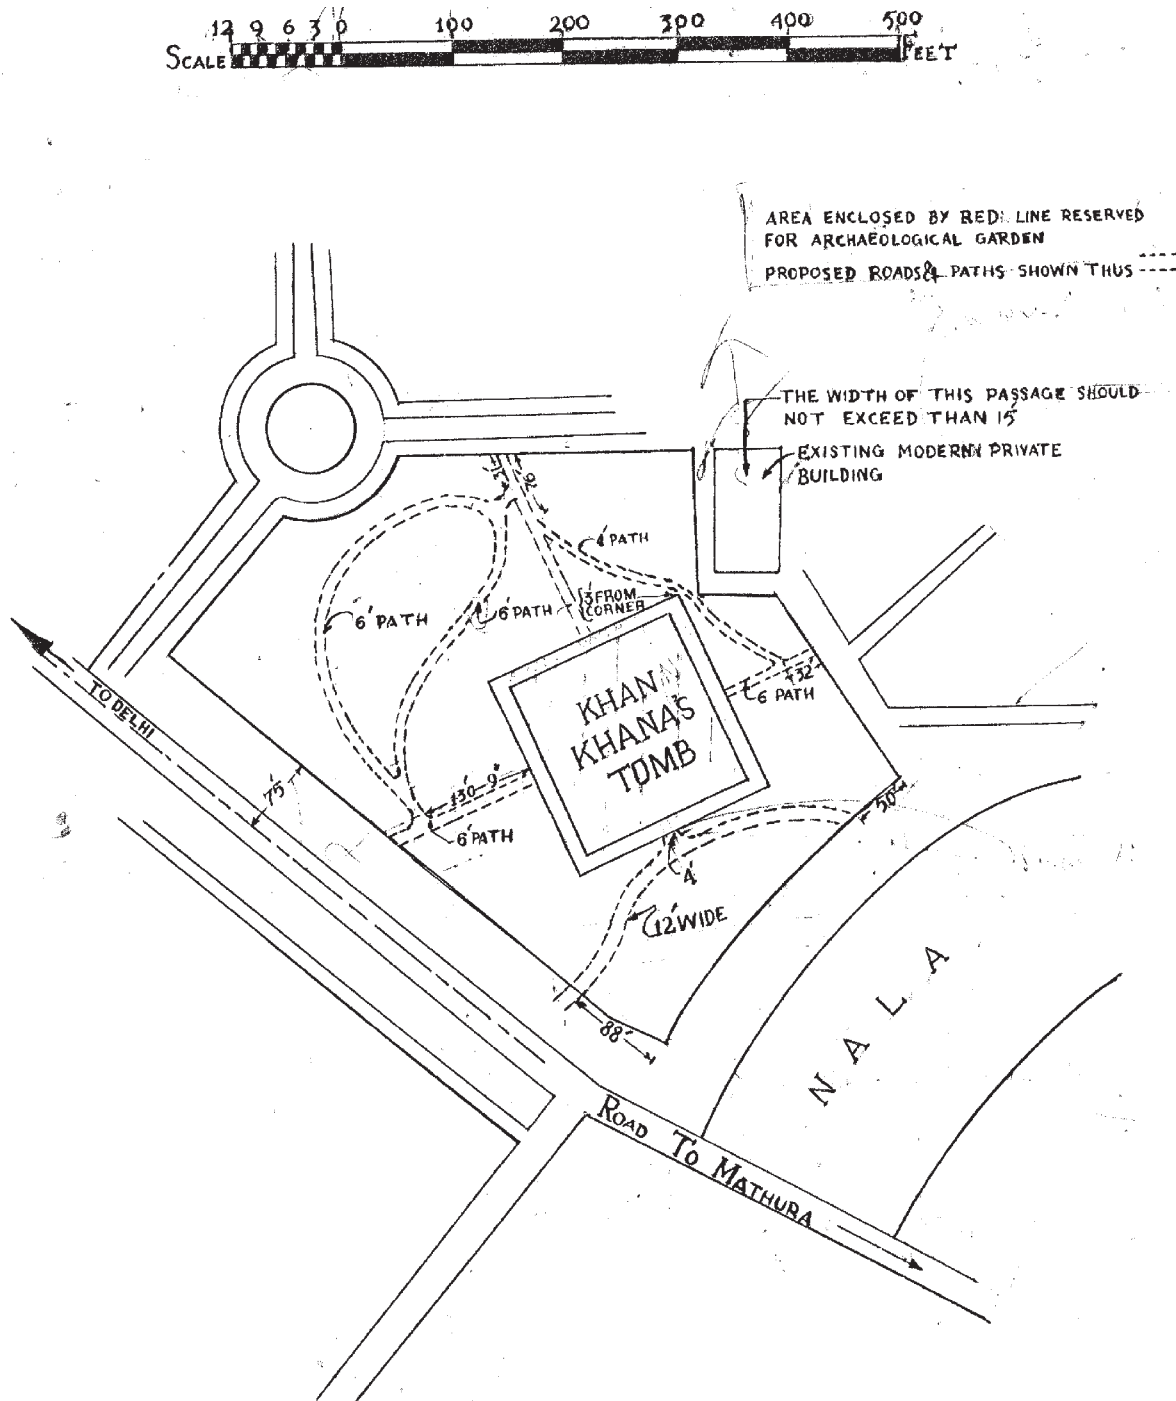 12 9 6 3 0 100 200 300 400 500
SCALE FEET
AREA ENCLOSED BY RED LINE RESERVED
FOR ARCHAEOLOGICAL GARDEN
PROPOSED ROADS & PATHS SHOWN THUS
THE WIDTH OF THIS PASSAGE SHOULD
NOT EXCEED THAN 15'
EXISTING MODERN PRIVATE
BUILDING
4' PATH
3' FROM
CORNER
6' PATH
6' PATH
32'
6' PATH
KHAN
KHANA'S
TOMB
TO DELHI
75'
130' 9"
6' PATH
50'
4'
12' WIDE
88'
NALA
ROAD TO MATHURA